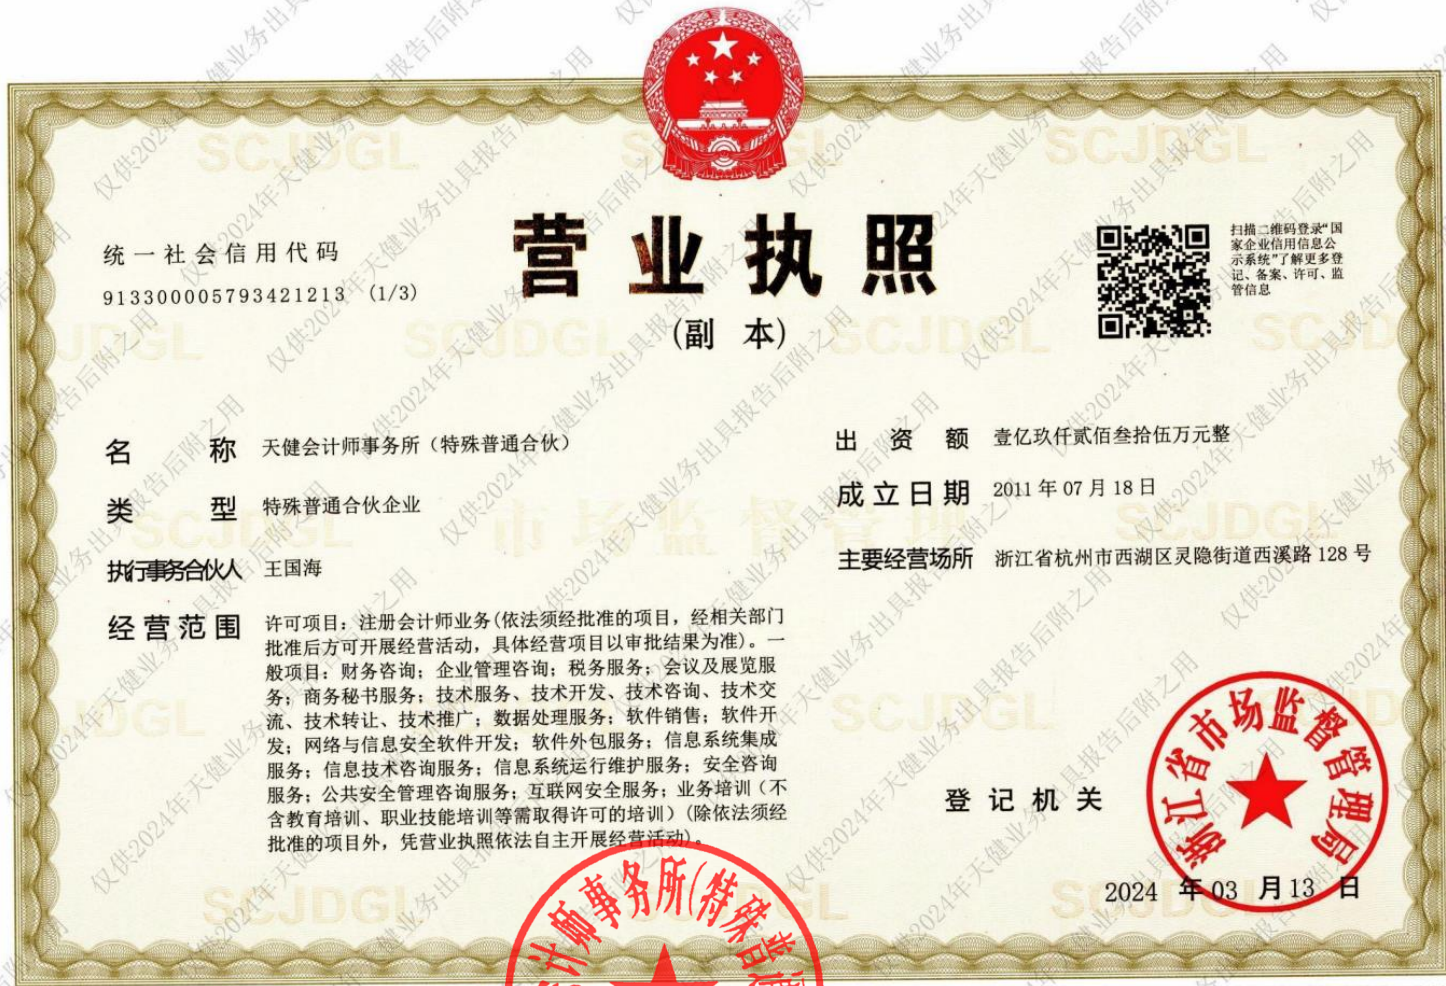 营业执照
(副 本)
统一社会信用代码
913300005793421213 (1/3)
扫描二维码登录“国
家企业信用信息公
示系统”了解更多登
记、备案、许可、监
管信息
名 称 天健会计师事务所（特殊普通合伙）
类 型 特殊普通合伙企业
执行事务合伙人 王国海
经营范围 许可项目：注册会计师业务(依法须经批准的项目，经相关部门
批准后方可开展经营活动，具体经营项目以审批结果为准)。一
般项目：财务咨询；企业管理咨询；税务服务；会议及展览服
务；商务秘书服务；技术服务、技术开发、技术咨询、技术交
流、技术转让、技术推广；数据处理服务；软件销售；软件开
发；网络与信息安全软件开发；软件外包服务；信息系统集成
服务；信息技术咨询服务；信息系统运行维护服务；安全咨询
服务；公共安全管理咨询服务；互联网安全服务；业务培训（不
含教育培训、职业技能培训等需取得许可的培训）(除依法须经
批准的项目外，凭营业执照依法自主开展经营活动)。
出 资 额 壹亿玖仟贰佰叁拾伍万元整
成立日期 2011年07月18日
主要经营场所 浙江省杭州市西湖区灵隐街道西溪路128号
登记机关
浙江省市场监督管理局
2024 年 03 月 13 日
计师事务所(特殊普
仅供2024年天健业务出具报告后附之用
SCJDGL
市场监督管理